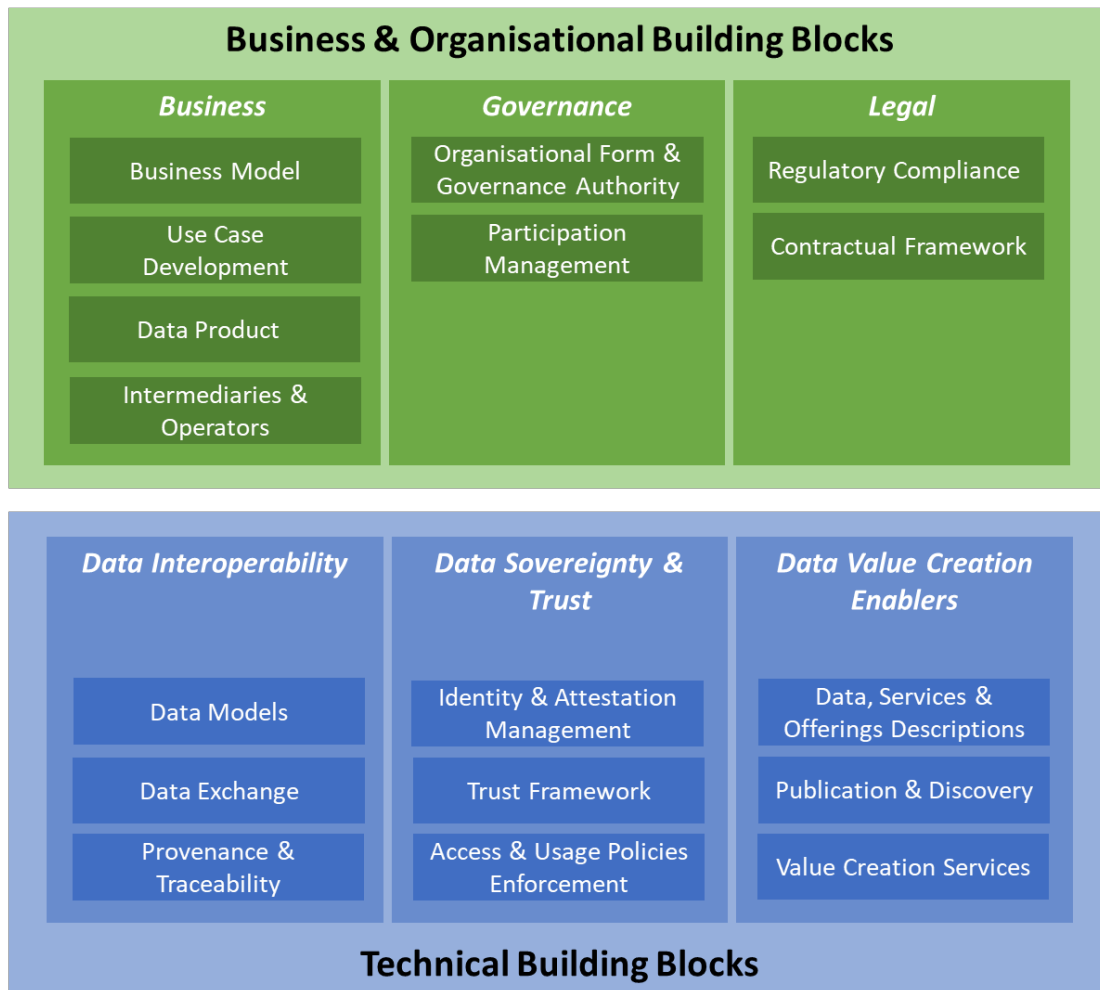 Business & Organisational Building Blocks
Business
Business Model
Use Case
Development
Data Product
Intermediaries &
Operators
Governance
Organisational Form &
Governance Authority
Participation
Management
Legal
Regulatory Compliance
Contractual Framework
Data Interoperability
Data Models
Data Exchange
Provenance &
Traceability
Data Sovereignty &
Trust
Identity & Attestation
Management
Trust Framework
Access & Usage Policies
Enforcement
Data Value Creation
Enablers
Data, Services &
Offerings Descriptions
Publication & Discovery
Value Creation Services
Technical Building Blocks